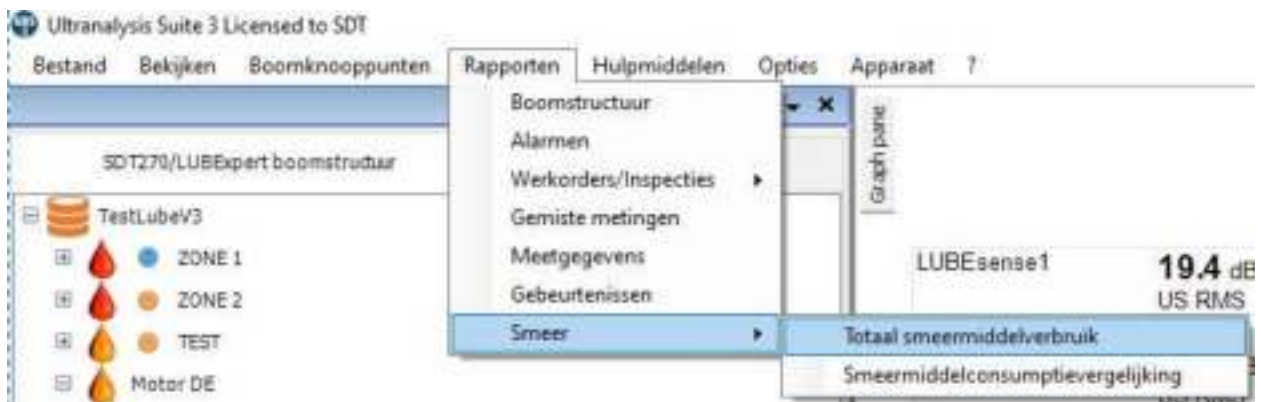 Ultranalysis Suite 3 Licensed to SDT
Bestand Bekijken Boomknooppunten Rapporten Hulpmiddelen Opties Apparaat ?
Boomstructuur
Alarmen
Werkorders/Inspecties
Gemiste metingen
Meetgegevens
Gebeurtenissen
Smeer
Totaal smeermiddelverbruik
Smeermiddelconsumptievergelijking
SDT270/LUBExpert boomstructuur
TestLubeV3
ZONE 1
ZONE 2
TEST
Motor DE
Graph pane
LUBEsense1 19.4 dB
US RMS